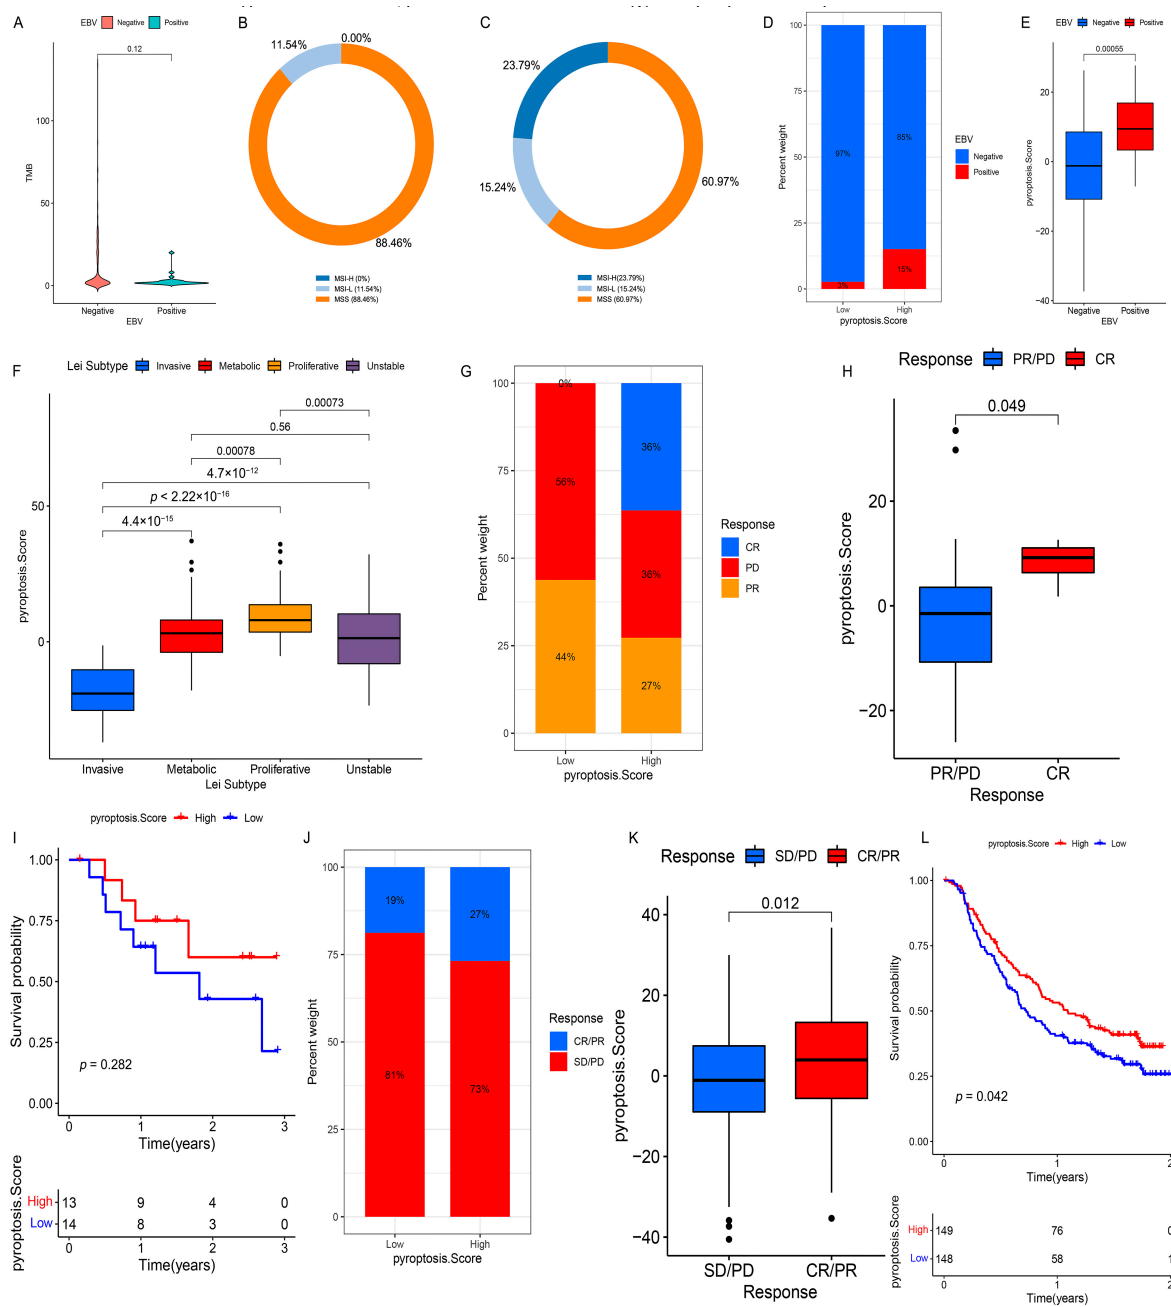 A
EBV Negative Positive
0.12
TMB
100
50
0
Negative Positive
EBV
B
11.54%
0.00%
88.46%
MSI-H (0%)
MSI-L (11.54%)
MSS (88.46%)
C
23.79%
15.24%
60.97%
MSI-H(23.79%)
MSI-L (15.24%)
MSS (60.97%)
D
Percent weight
100
75
50
25
0
97%
3%
85%
15%
Low High
pyroptosis.Score
EBV
Negative
Positive
E
EBV Negative Positive
0.00055
pyroptosis.Score
20
0
−20
−40
Negative Positive
EBV
F
Lei Subtype Invasive Metabolic Proliferative Unstable
0.00073
0.56
0.00078
4.7×10−12
p < 2.22×10−16
4.4×10−15
pyroptosis.Score
50
0
Invasive Metabolic Proliferative Unstable
Lei Subtype
G
Percent weight
100
75
50
25
0
0%
56%
44%
36%
36%
27%
Low High
pyroptosis.Score
Response
CR
PD
PR
H
Response PR/PD CR
0.049
pyroptosis.Score
20
0
−20
PR/PD CR
Response
I
pyroptosis.Score High Low
Survival probability
1.00
0.75
0.50
0.25
0.00
p = 0.282
0 1 2 3
Time(years)
pyroptosis.Score
High 13 9 4 0
Low 14 8 3 0
0 1 2 3
Time(years)
J
Percent weight
100
75
50
25
0
19%
81%
27%
73%
Low High
pyroptosis.Score
Response
CR/PR
SD/PD
K
Response SD/PD CR/PR
0.012
pyroptosis.Score
40
20
0
−20
−40
SD/PD CR/PR
Response
L
pyroptosis.Score High Low
Survival probability
1.00
0.75
0.50
0.25
0.00
p = 0.042
0 1 2
Time(years)
pyroptosis.Score
High 149 76 0
Low 148 58 1
0 1 2
Time(years)